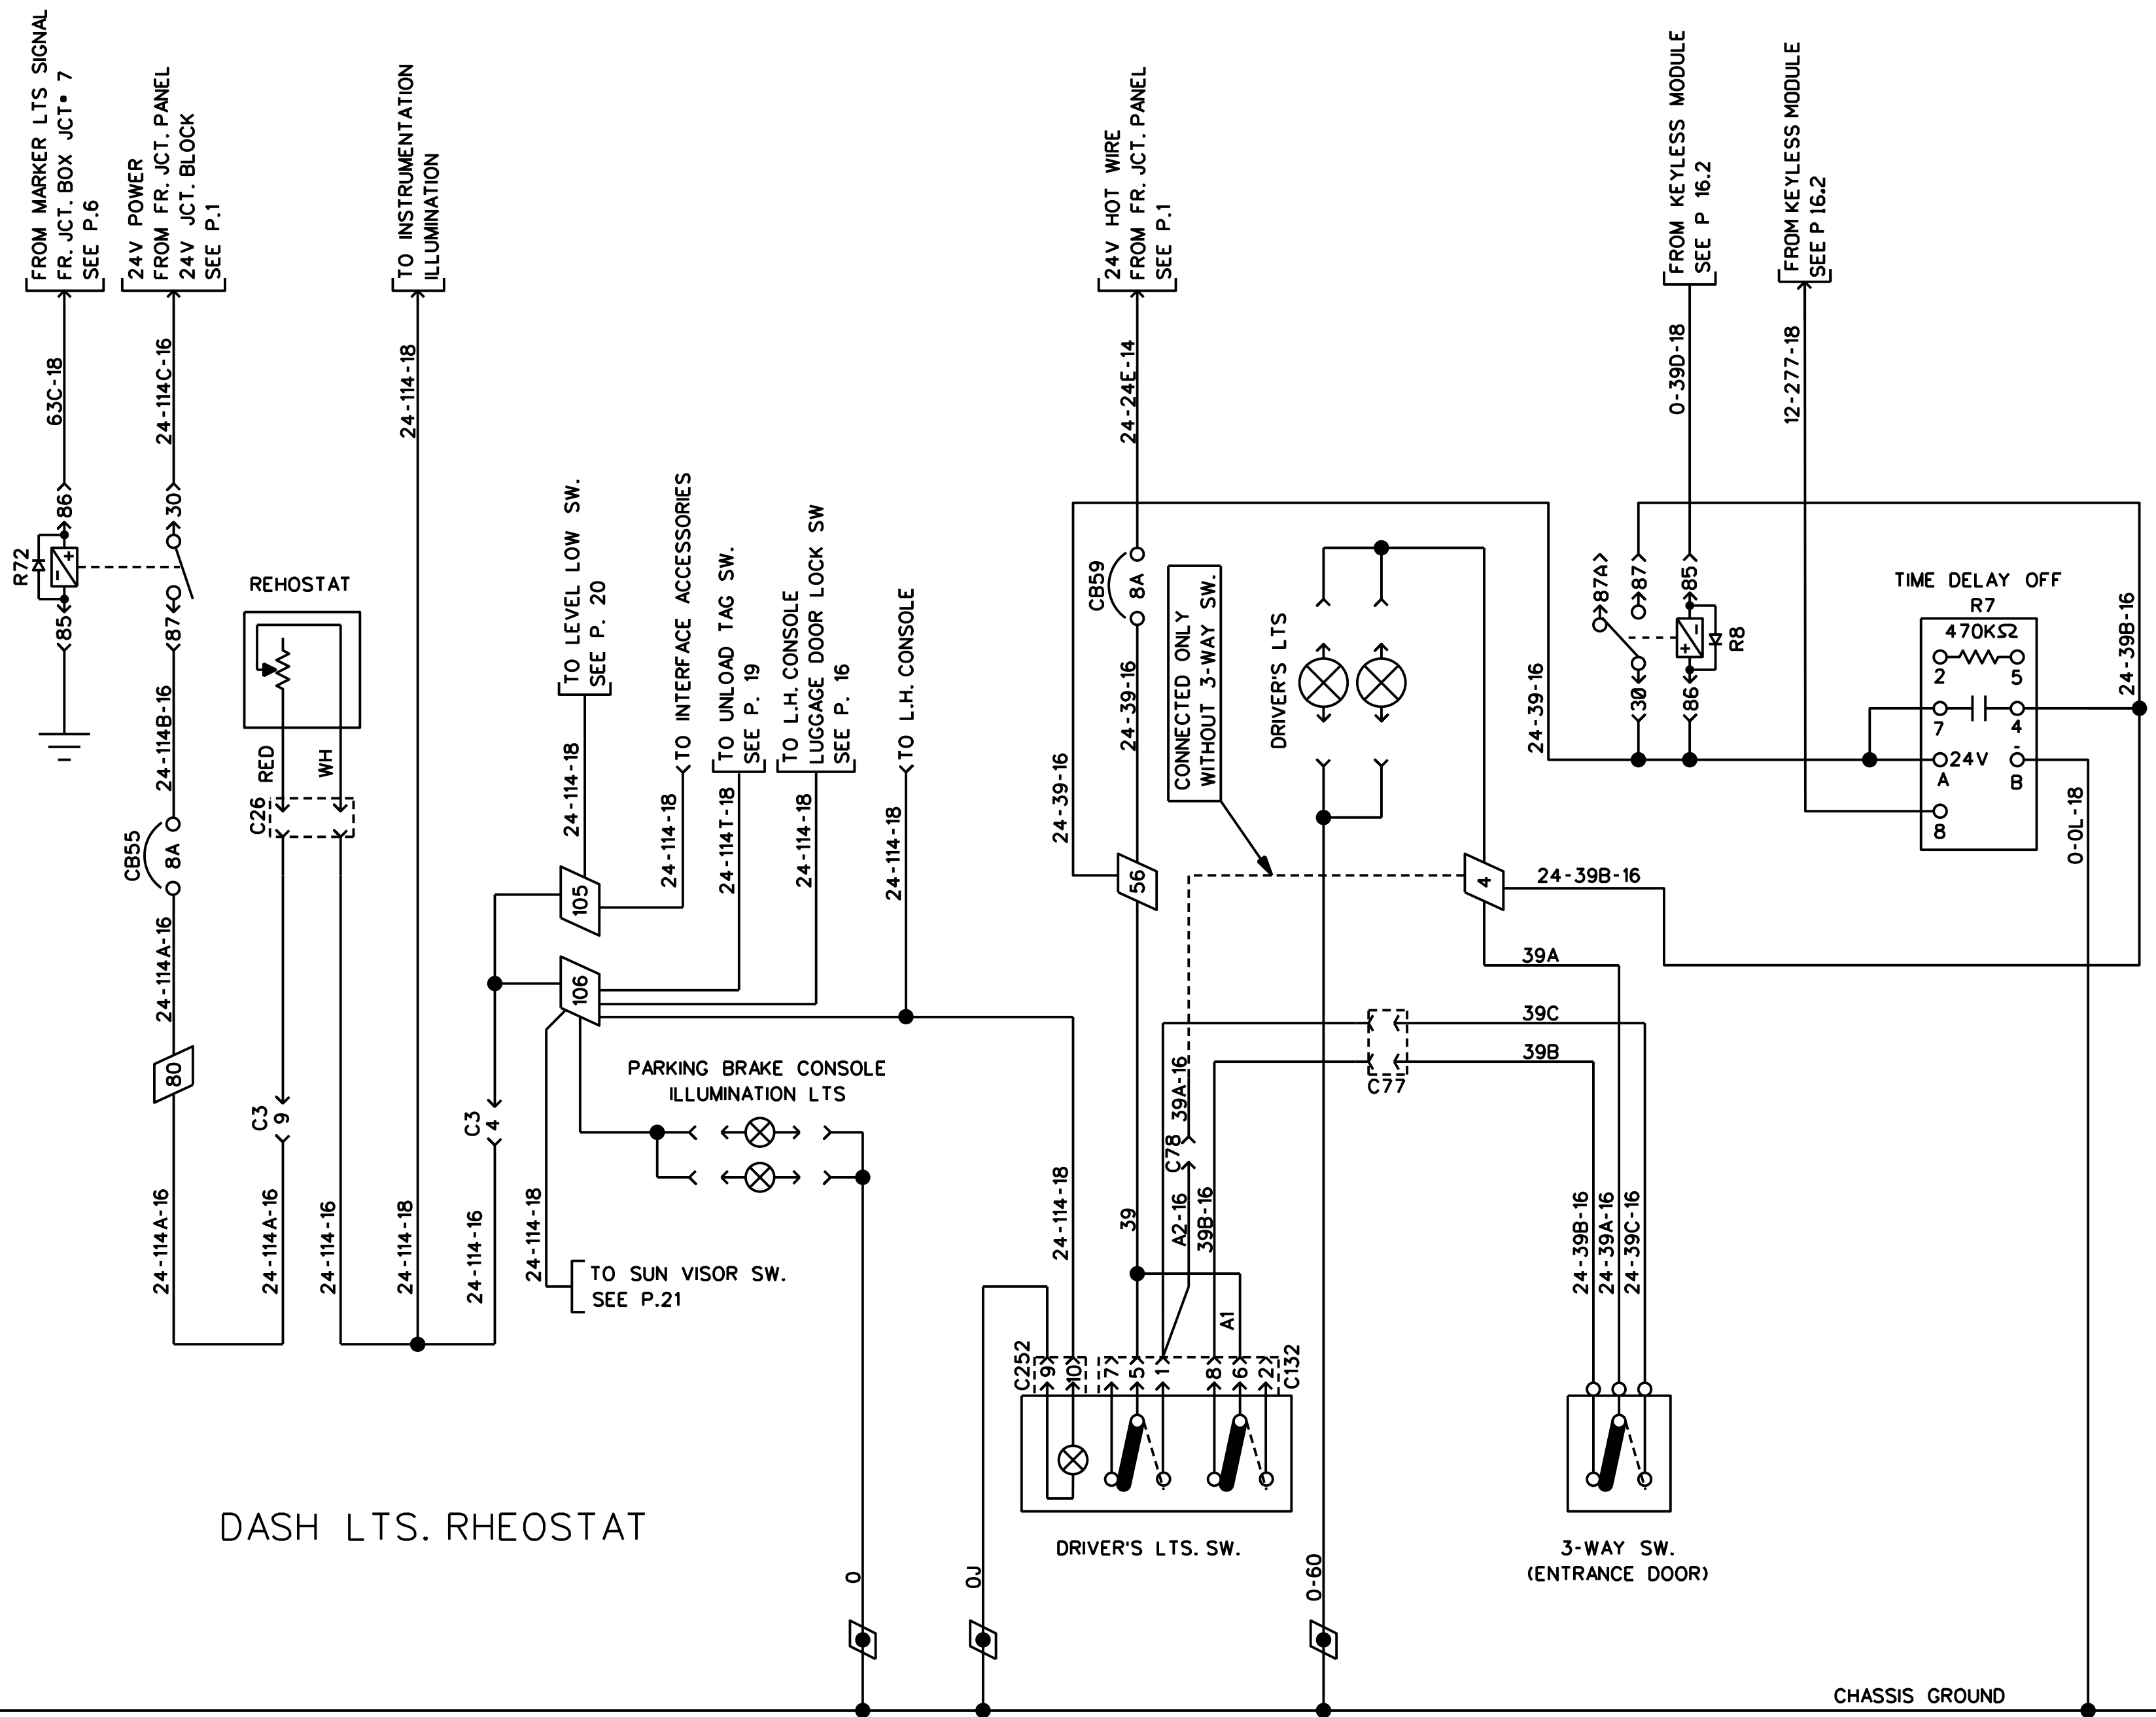 FROM MARKER LTS SIGNAL
FR. JCT. BOX JCT• 7
SEE P.6
24V POWER
FROM FR. JCT. PANEL
24V JCT. BLOCK
SEE P.1
TO INSTRUMENTATION
ILLUMINATION
24V HOT WIRE
FROM FR. JCT. PANEL
SEE P.1
FROM KEYLESS MODULE
SEE P 16.2
FROM KEYLESS MODULE
SEE P 16.2
63C-18
24-114C-16
24-114-18
24-24E-14
0-39D-18
12-277-18
86
30
R72
85
87
REHOSTAT
RED
WH
C26
24-114B-16
CB55
8A
24-114A-16
80
C3
9
C3
4
24-114A-16
24-114A-16
24-114-16
24-114-18
24-114-16
TO LEVEL LOW SW.
SEE P. 20
TO INTERFACE ACCESSORIES
TO UNLOAD TAG SW.
SEE P. 19
TO L.H. CONSOLE
LUGGAGE DOOR LOCK SW
SEE P. 16
TO L.H. CONSOLE
24-114-18
24-114-18
24-114T-18
24-114-18
24-114-18
105
106
PARKING BRAKE CONSOLE
ILLUMINATION LTS
24-114-18
TO SUN VISOR SW.
SEE P.21
CB59
8A
CONNECTED ONLY
WITHOUT 3-WAY SW.
DRIVER'S LTS
24-39-16
24-39-16
24-39-16
56
4
24-39B-16
39A
39C
39B
C77
87A
87
85
30
86
R8
TIME DELAY OFF
R7
470KΩ
2
5
7
4
24V
-
A
B
8
24-39B-16
0-0L-18
39A-16
C78
A2-16
39B-16
39
A1
24-114-18
C252
9
10
7
5
1
8
6
2
C132
DRIVER'S LTS. SW.
24-39B-16
24-39A-16
24-39C-16
3-WAY SW.
(ENTRANCE DOOR)
DASH LTS. RHEOSTAT
0
0J
0-60
CHASSIS GROUND